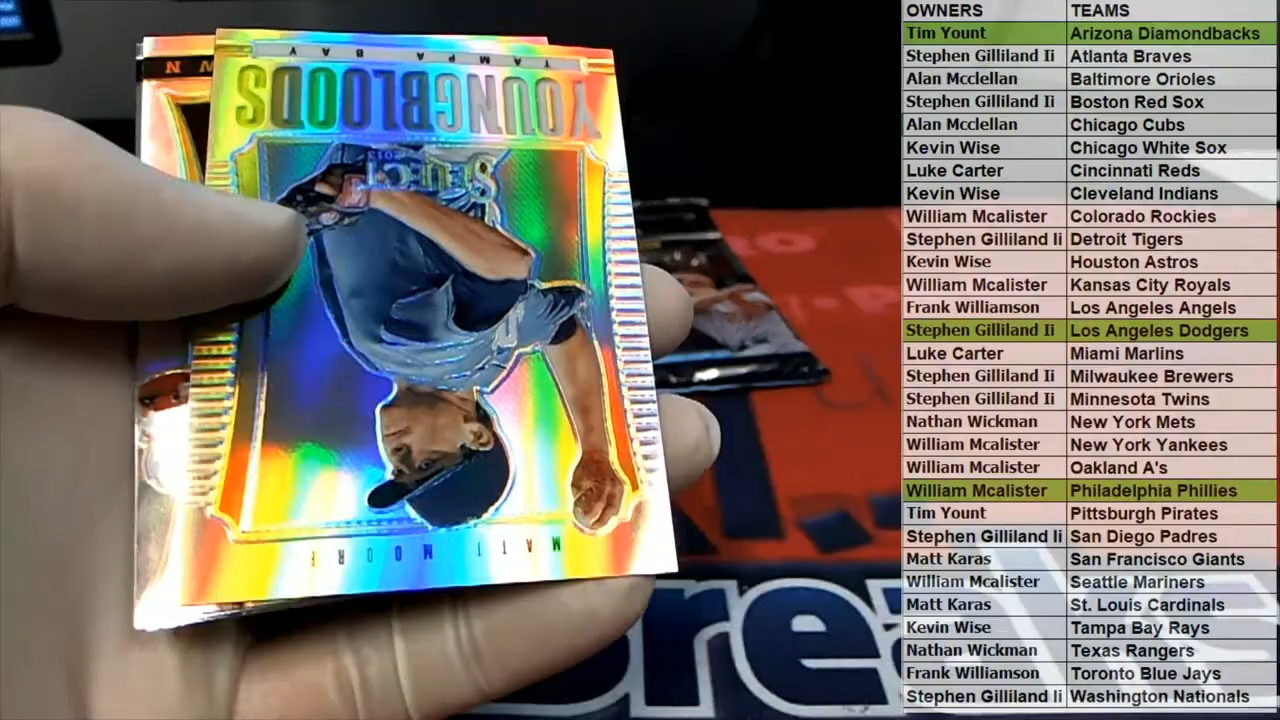 TAMPA BAY
YOUNGBLOODS
SELECT
2013
MATT MOORE
W N
OWNERS TEAMS
Tim Yount Arizona Diamondbacks
Stephen Gilliland Ii Atlanta Braves
Alan Mcclellan Baltimore Orioles
Stephen Gilliland Ii Boston Red Sox
Alan Mcclellan Chicago Cubs
Kevin Wise Chicago White Sox
Luke Carter Cincinnati Reds
Kevin Wise Cleveland Indians
William Mcalister Colorado Rockies
Stephen Gilliland Ii Detroit Tigers
Kevin Wise Houston Astros
William Mcalister Kansas City Royals
Frank Williamson Los Angeles Angels
Stephen Gilliland Ii Los Angeles Dodgers
Luke Carter Miami Marlins
Stephen Gilliland Ii Milwaukee Brewers
Stephen Gilliland Ii Minnesota Twins
Nathan Wickman New York Mets
William Mcalister New York Yankees
William Mcalister Oakland A's
William Mcalister Philadelphia Phillies
Tim Yount Pittsburgh Pirates
Stephen Gilliland Ii San Diego Padres
Matt Karas San Francisco Giants
William Mcalister Seattle Mariners
Matt Karas St. Louis Cardinals
Kevin Wise Tampa Bay Rays
Nathan Wickman Texas Rangers
Frank Williamson Toronto Blue Jays
Stephen Gilliland Ii Washington Nationals